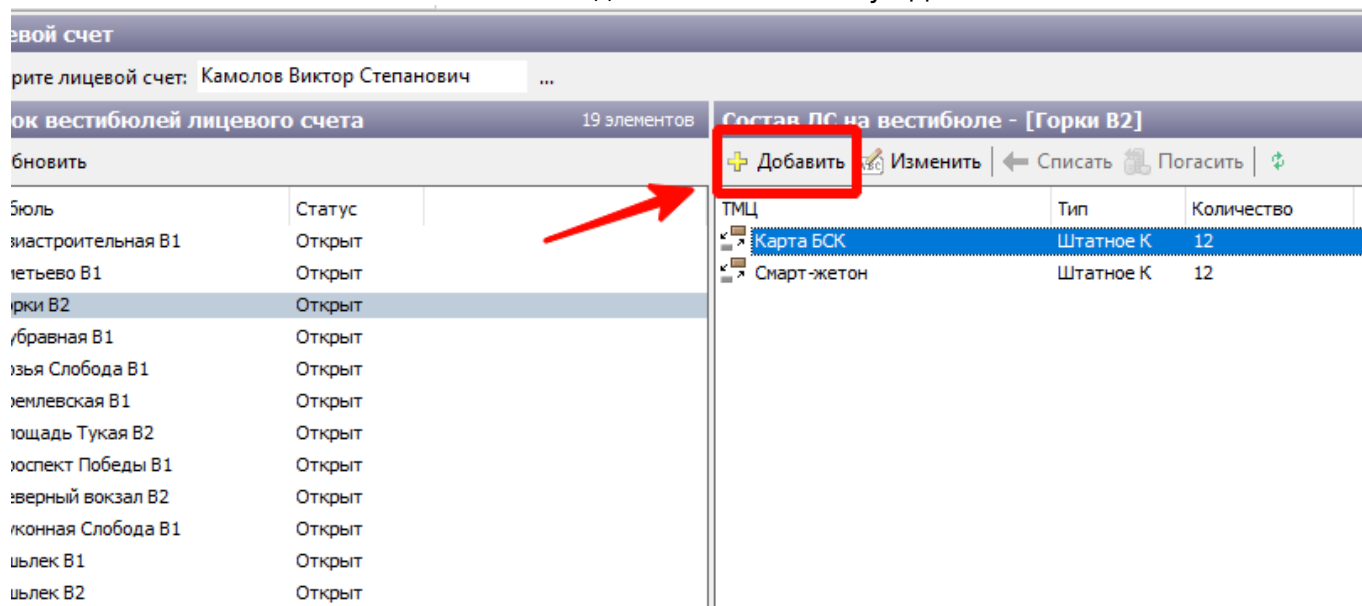 евой счет
рите лицевой счет: Камолов Виктор Степанович ...
ок вестибюлей лицевого счета 19 элементов
бновить
бюль Статус
виастроительная В1 Открыт
метьево В1 Открыт
орки В2 Открыт
убравная В1 Открыт
озья Слобода В1 Открыт
ремлевская В1 Открыт
лощадь Тукая В2 Открыт
роспект Победы В1 Открыт
еверный вокзал В2 Открыт
уконная Слобода В1 Открыт
шьлек В1 Открыт
шьлек В2 Открыт
Состав ЛС на вестибюле - [Горки В2]
Добавить Изменить Списать Погасить
ТМЦ Тип Количество
Карта БСК Штатное К 12
Смарт-жетон Штатное К 12